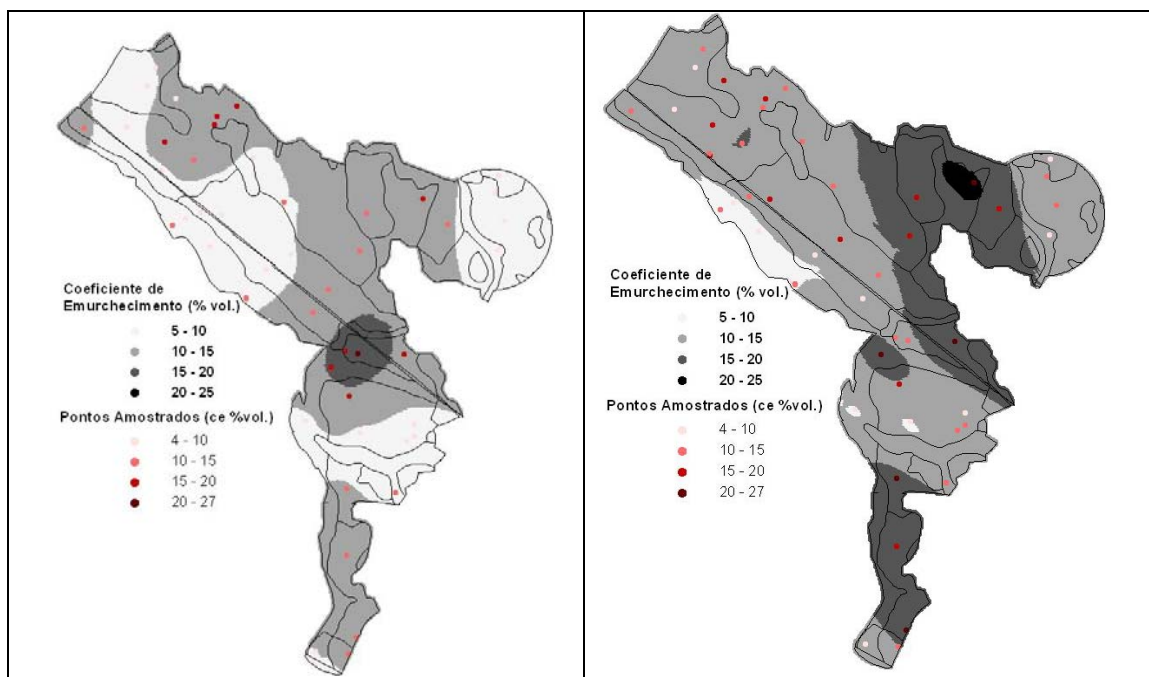 Coeficiente de
Emurchecimento (% vol.)
5 - 10
10 - 15
15 - 20
20 - 25
Pontos Amostrados (ce %vol.)
4 - 10
10 - 15
15 - 20
20 - 27
Coeficiente de
Emurchecimento (% vol.)
5 - 10
10 - 15
15 - 20
20 - 25
Pontos Amostrados (ce %vol.)
4 - 10
10 - 15
15 - 20
20 - 27